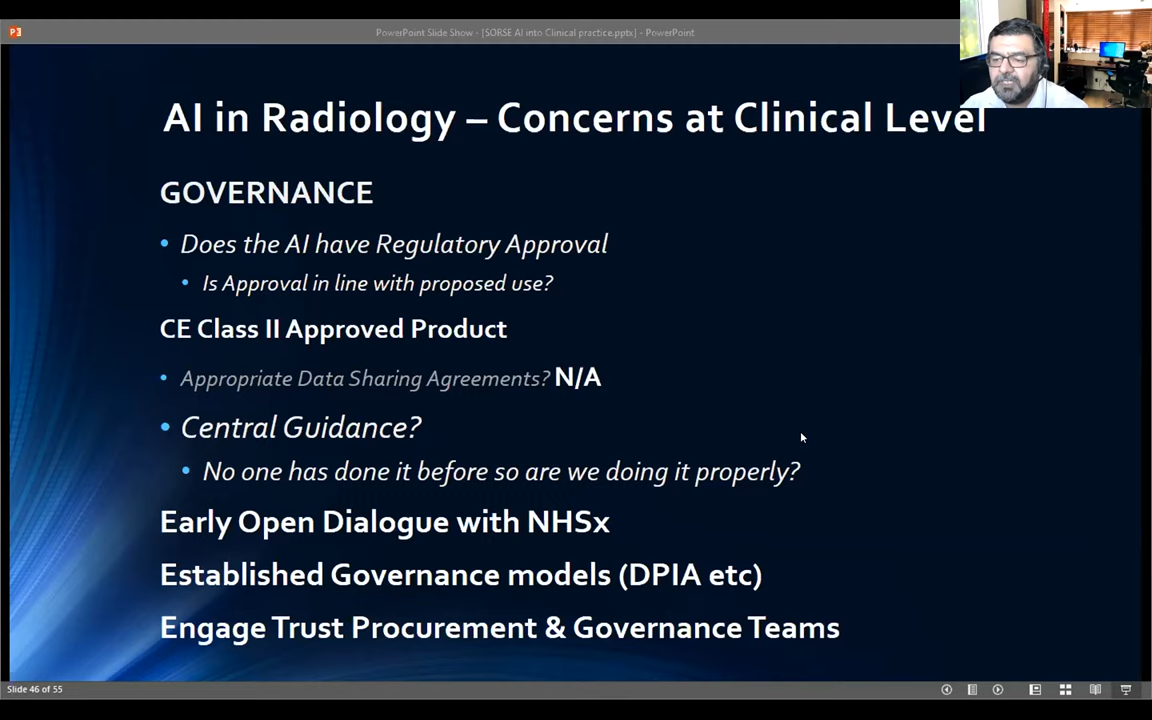 PowerPoint Slide Show - [SORSE AI into Clinical practice.pptx] - PowerPoint
AI in Radiology – Concerns at Clinical Level
GOVERNANCE
• Does the AI have Regulatory Approval
• Is Approval in line with proposed use?
CE Class II Approved Product
• Appropriate Data Sharing Agreements? N/A
• Central Guidance?
• No one has done it before so are we doing it properly?
Early Open Dialogue with NHSx
Established Governance models (DPIA etc)
Engage Trust Procurement & Governance Teams
Slide 46 of 55